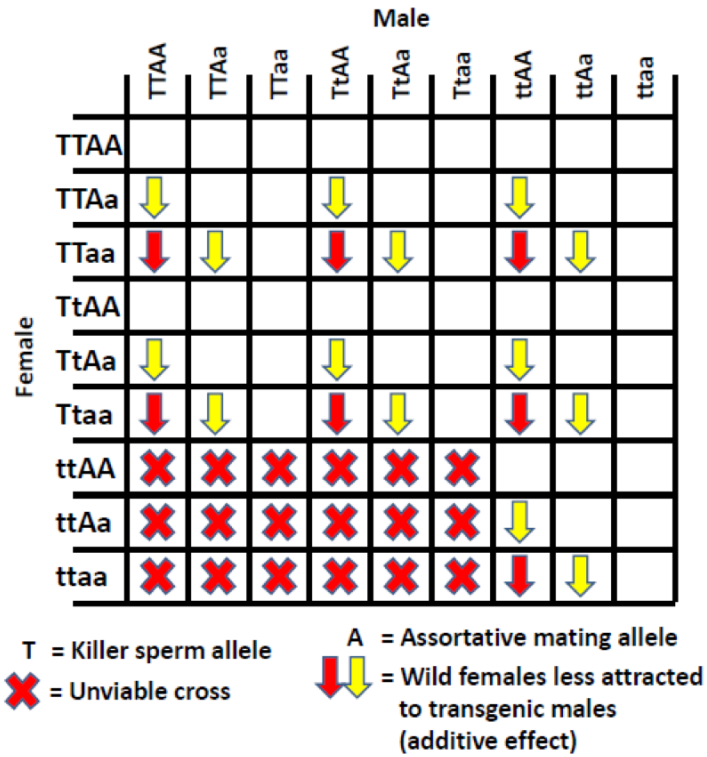 Male
TTAA TTAa TTaa TtAA TtAa Ttaa ttAA ttAa ttaa
Female
TTAA
TTAa
TTaa
TtAA
TtAa
Ttaa
ttAA
ttAa
ttaa
T = Killer sperm allele
= Unviable cross
A = Assortative mating allele
= Wild females less attracted
to transgenic males
(additive effect)